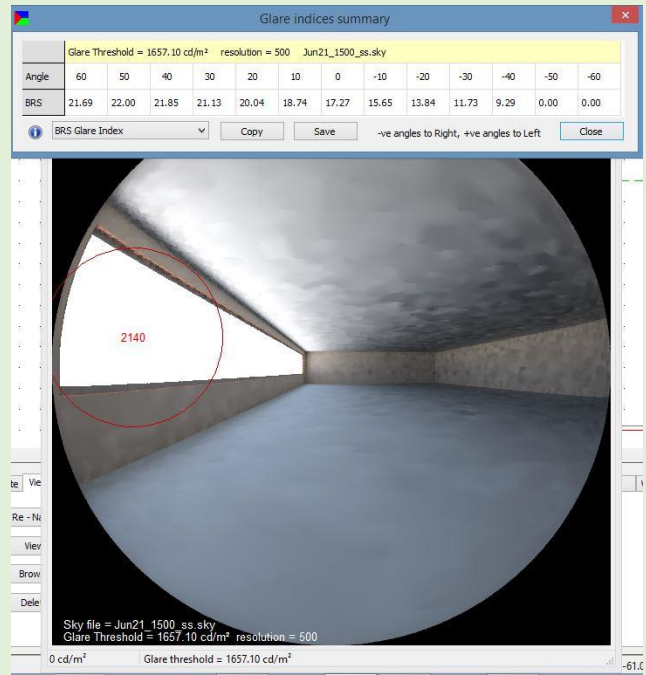 Glare indices summary
Glare Threshold = 1657.10 cd/m² resolution = 500 Jun21_1500_ss.sky
Angle 60 50 40 30 20 10 0 -10 -20 -30 -40 -50 -60
BRS 21.69 22.00 21.85 21.13 20.04 18.74 17.27 15.65 13.84 11.73 9.29 0.00 0.00
BRS Glare Index Copy Save -ve angles to Right, +ve angles to Left Close
2140
te Vie
Re - Na
View
Brow
Delet
Sky file = Jun21_1500_ss.sky
Glare Threshold = 1657.10 cd/m² resolution = 500
0 cd/m² Glare threshold = 1657.10 cd/m²
-61.0